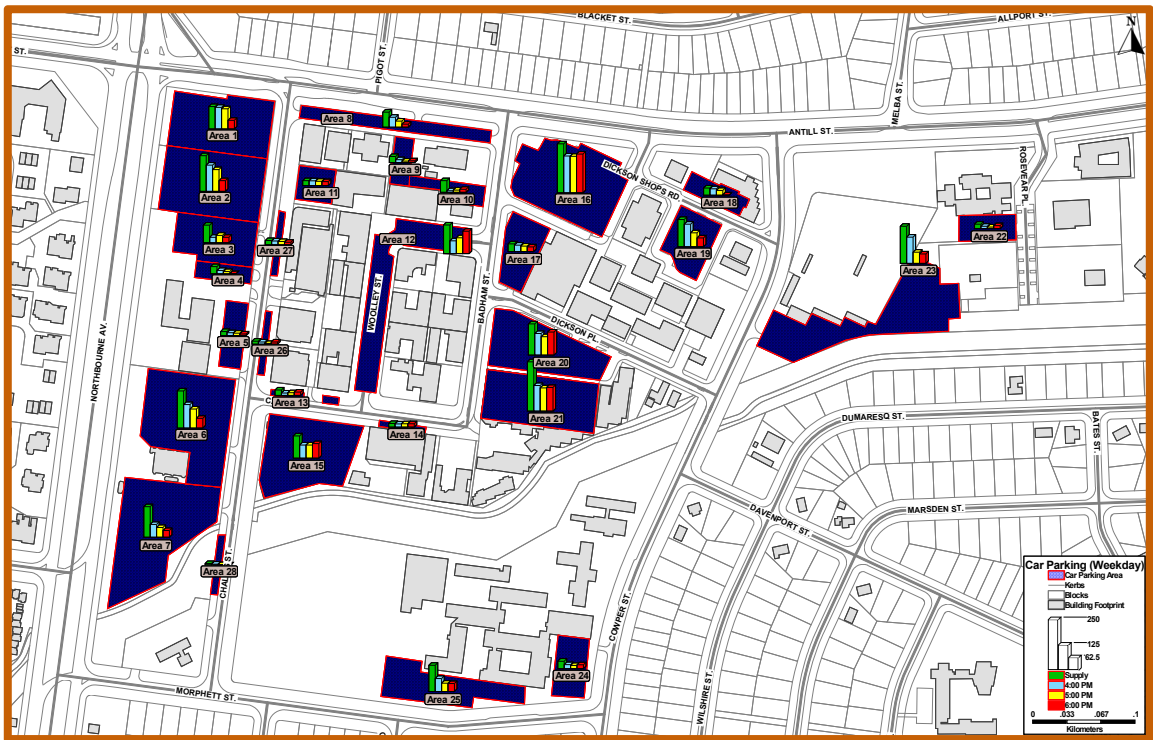 BLACKET ST.
ALLPORT ST.
N
ST.
PIGOT ST.
MELBA ST.
ANTILL ST.
Area 1
Area 8
Area 9
Area 2
Area 11
Area 10
Area 16
DICKSON SHOPS RD.
Area 18
ROSEVEAR PL.
Area 3
Area 27
Area 12
Area 17
Area 19
Area 22
Area 4
Area 23
WOOLLEY ST.
BADHAM ST.
DICKSON PL.
NORTHBOURNE AV.
Area 5
Area 26
Area 20
Area 13
Area 21
Area 6
Area 14
DUMARESQ ST.
BATES ST.
Area 15
MARSDEN ST.
DAVENPORT ST.
Area 7
Area 28
COWPER ST.
Area 24
Area 25
MORPHETT ST.
WILSHIRE ST.
Car Parking (Weekday)
Car Parking Area
Kerbs
Blocks
Building Footprint
250
125
62.5
Supply
4:00 PM
5:00 PM
6:00 PM
0 .033 .067 .1
Kilometers